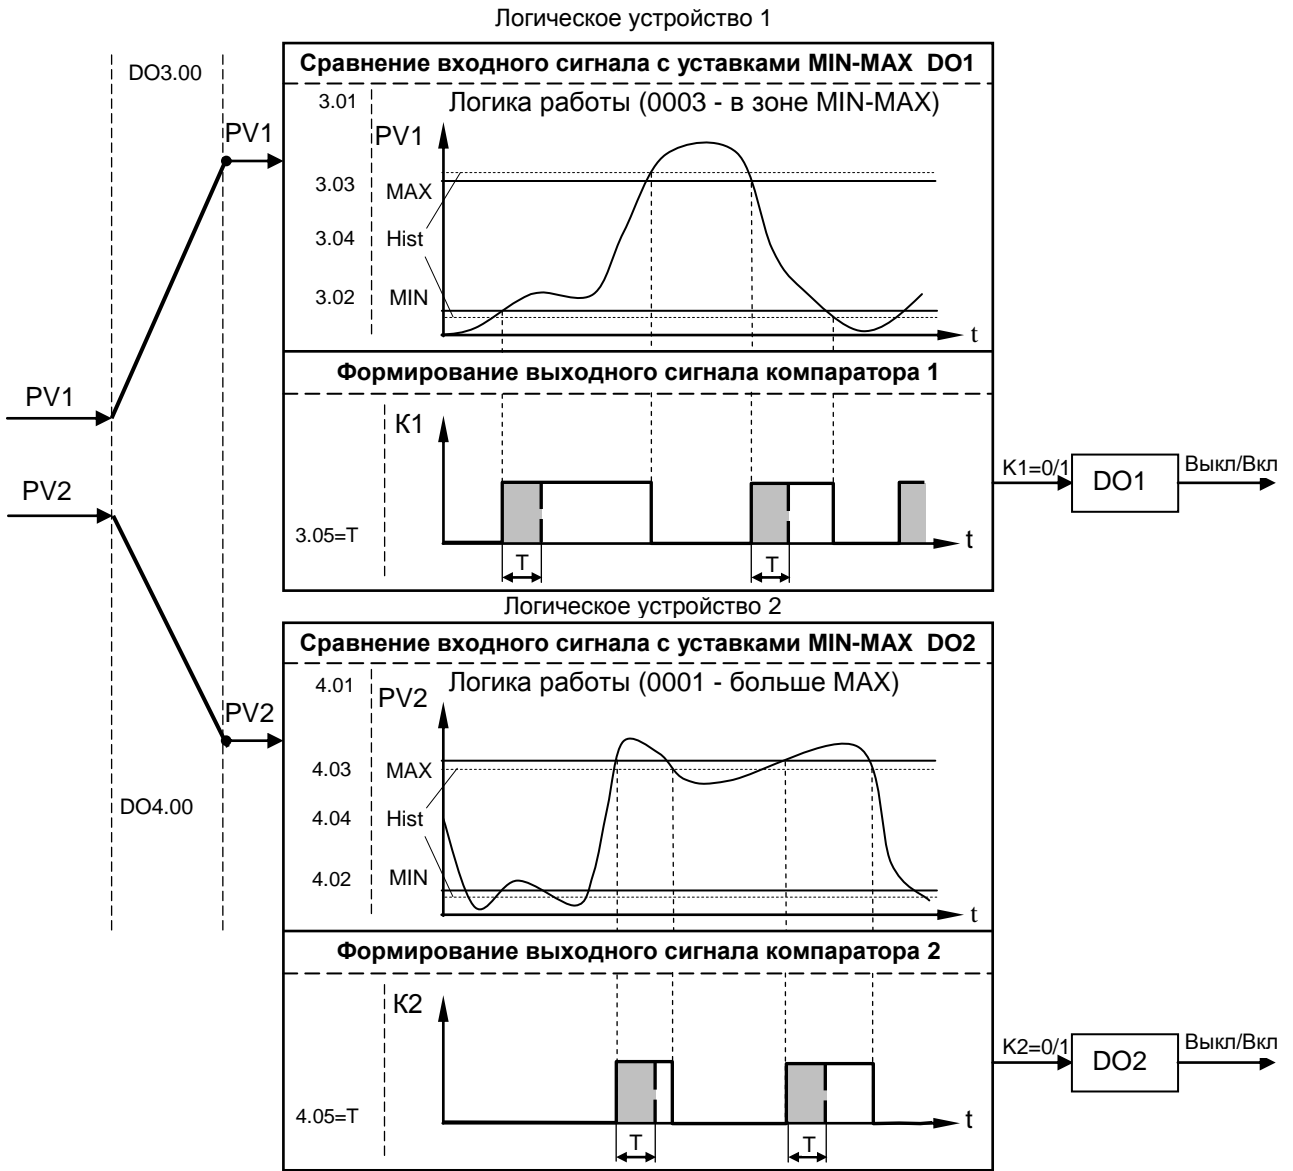 Логическое устройство 1
DO3.00
Сравнение входного сигнала с уставками MIN-MAX DO1
3.01
Логика работы (0003 - в зоне MIN-MAX)
PV1
PV1
3.03
MAX
3.04
Hist
3.02
MIN
t
Формирование выходного сигнала компаратора 1
PV1
К1
K1=0/1
DO1
Выкл/Вкл
PV2
3.05=T
t
T
T
Логическое устройство 2
Сравнение входного сигнала с уставками MIN-MAX DO2
4.01
Логика работы (0001 - больше MAX)
PV2
PV2
4.03
MAX
DO4.00
4.04
Hist
4.02
MIN
t
Формирование выходного сигнала компаратора 2
К2
K2=0/1
DO2
Выкл/Вкл
4.05=T
t
T
T